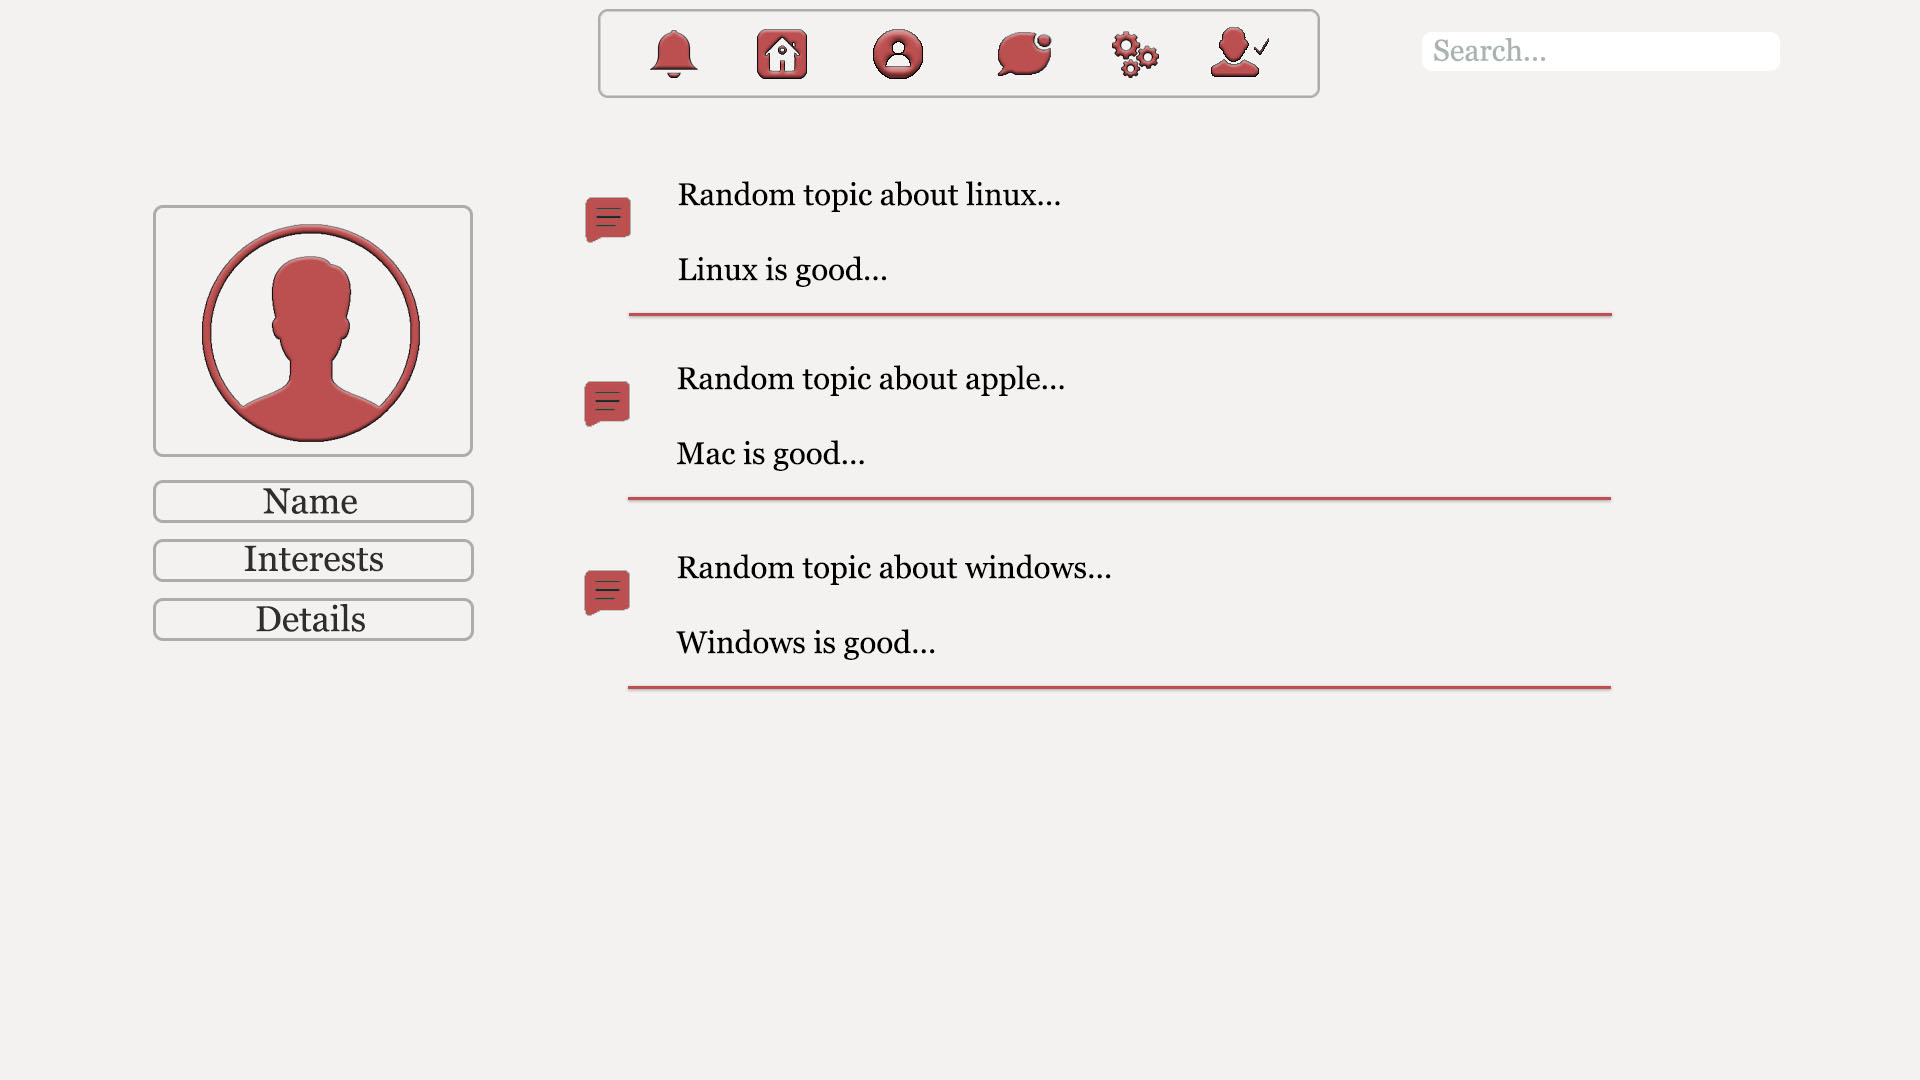 Search...
Random topic about linux...
Linux is good...
Random topic about apple...
Mac is good...
Name
Interests
Details
Random topic about windows...
Windows is good...